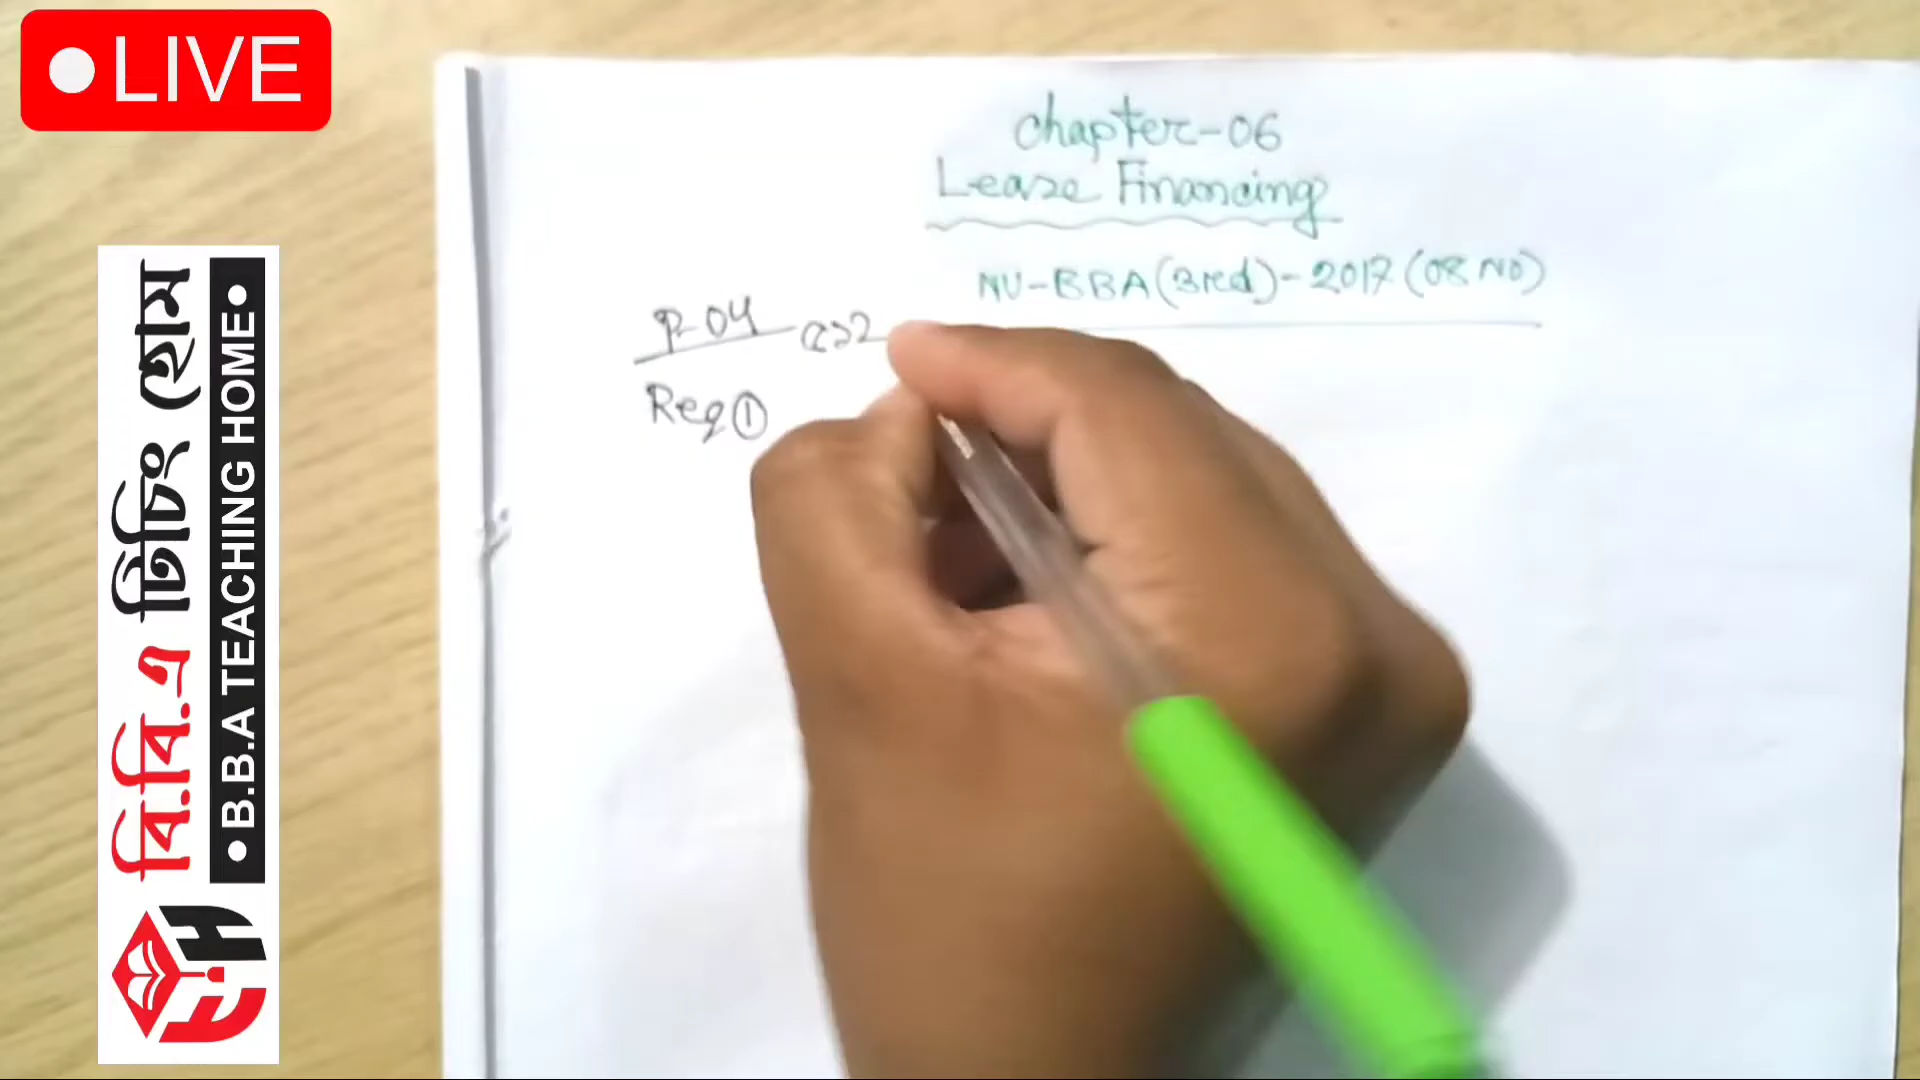 LIVE
chapter-06
Lease Financing
NU-BBA(3rd)-2017(08 NO)
P-04
Req ①
বি.বি.এ টিচিং হোম
• B.B.A TEACHING HOME •